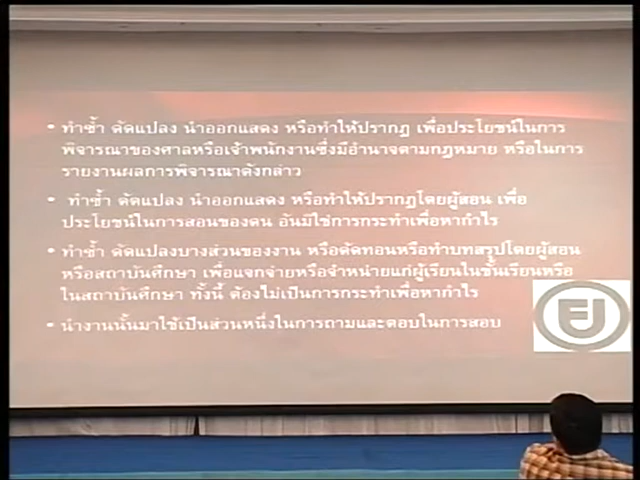 • ทำซ้ำ ดัดแปลง นำออกแสดง หรือทำให้ปรากฏ เพื่อประโยชน์ในการ
พิจารณาของศาลหรือเจ้าพนักงานซึ่งมีอำนาจตามกฎหมาย หรือในการ
รายงานผลการพิจารณาดังกล่าว
• ทำซ้ำ ดัดแปลง นำออกแสดง หรือทำให้ปรากฏโดยผู้สอน เพื่อ
ประโยชน์ในการสอนของตน อันมิใช่การกระทำเพื่อหากำไร
• ทำซ้ำ ดัดแปลงบางส่วนของงาน หรือตัดทอนหรือทำบทสรุปโดยผู้สอน
หรือสถาบันศึกษา เพื่อแจกจ่ายหรือจำหน่ายแก่ผู้เรียนในชั้นเรียนหรือ
ในสถาบันศึกษา ทั้งนี้ ต้องไม่เป็นการกระทำเพื่อหากำไร
• นำงานนั้นมาใช้เป็นส่วนหนึ่งในการถามและตอบในการสอบ